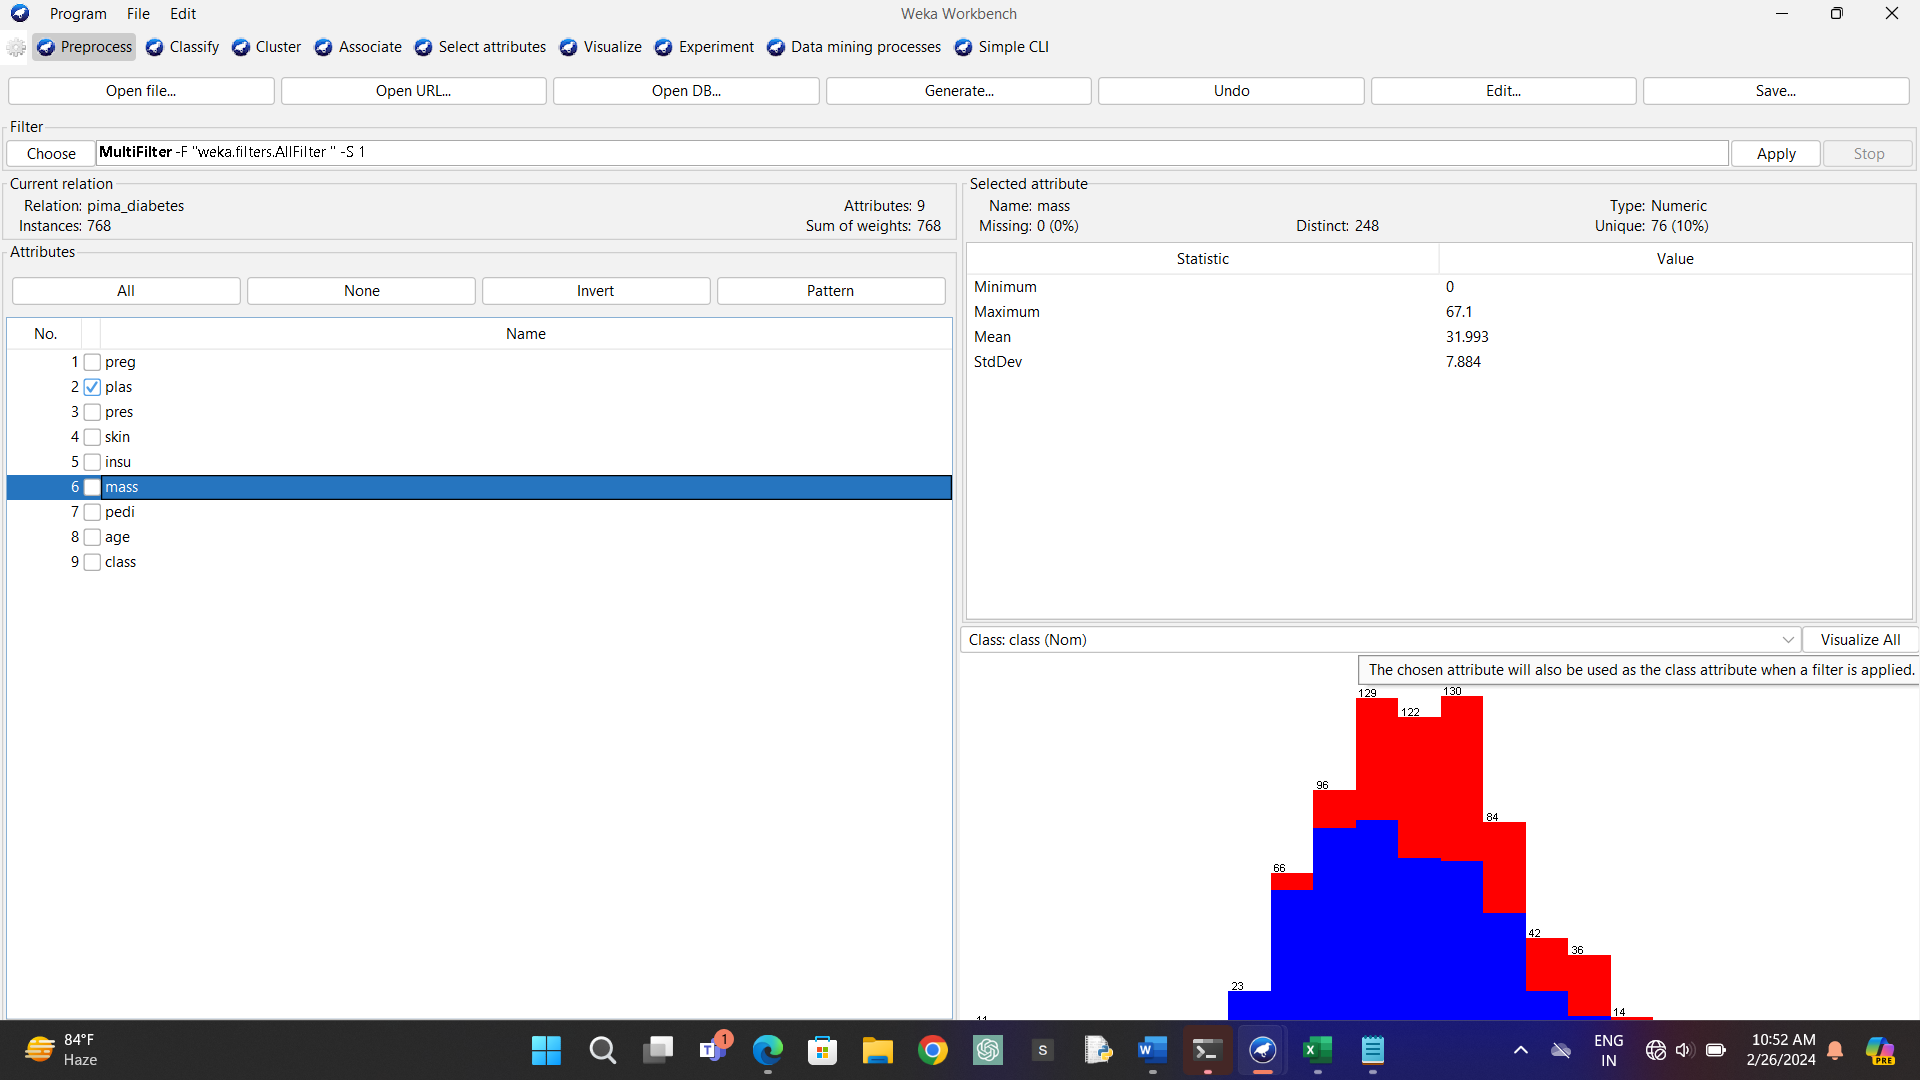 Program File Edit Weka Workbench
Preprocess Classify Cluster Associate Select attributes Visualize Experiment Data mining processes Simple CLI
Open file... Open URL... Open DB... Generate... Undo Edit... Save...
Filter
Choose MultiFilter -F "weka.filters.AllFilter " -S 1 Apply Stop
Current relation
Relation: pima_diabetes Attributes: 9
Instances: 768 Sum of weights: 768
Attributes
All None Invert Pattern
No. Name
1 preg
2 plas
3 pres
4 skin
5 insu
6 mass
7 pedi
8 age
9 class
Selected attribute
Name: mass Type: Numeric
Missing: 0 (0%) Distinct: 248 Unique: 76 (10%)
Statistic Value
Minimum 0
Maximum 67.1
Mean 31.993
StdDev 7.884
Class: class (Nom) Visualize All
The chosen attribute will also be used as the class attribute when a filter is applied.
129 130
122
96
84
66
42
36
23
14
11
84°F
Haze
1
T
S
W
X
ENG
IN
10:52 AM
2/26/2024
PRE